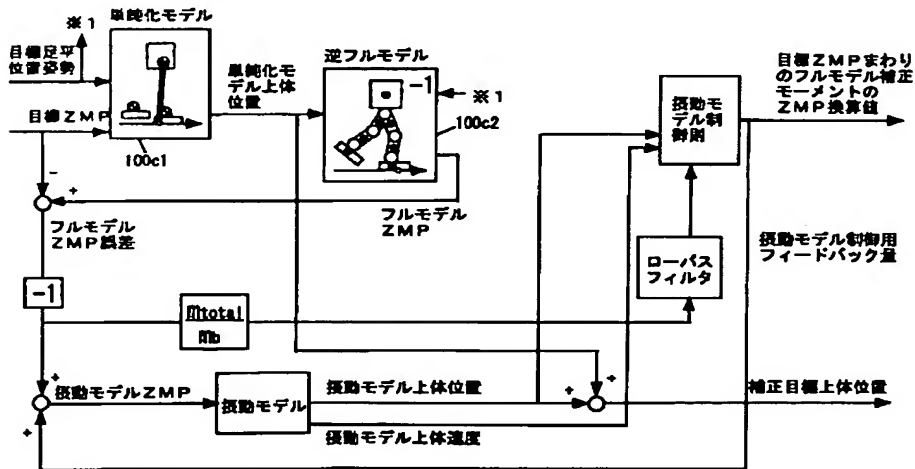 単純化モデル
※1
目標足平
位置姿勢
目標ZMP
100c1
単純化モ
デル上体
位置
逆フルモデル
-1
※1
100c2
フルモデル
ZMP
摂動モ
デル制
御則
目標ZMPまわり
のフルモデル補正
モーメントの
ZMP換算値
-
+
フルモデル
ZMP誤差
-1
ローパス
フィルタ
摂動モデル制御用
フィードバック量
mtotal
mb
+
摂動モデルZMP
+
摂動モデル
摂動モデル上体位置
摂動モデル上体速度
+
+
補正目標上体位置